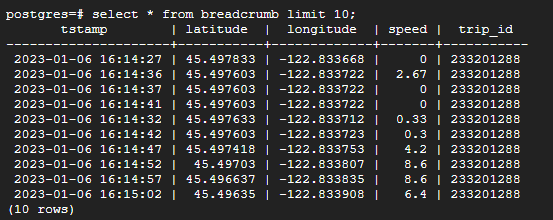 postgres=# select * from breadcrumb limit 10;
       tstamp        | latitude  |  longitude  | speed |  trip_id
---------------------+-----------+-------------+-------+-----------
 2023-01-06 16:14:27 | 45.497833 | -122.833668 |     0 | 233201288
 2023-01-06 16:14:36 | 45.497603 | -122.833722 |  2.67 | 233201288
 2023-01-06 16:14:37 | 45.497603 | -122.833722 |     0 | 233201288
 2023-01-06 16:14:41 | 45.497603 | -122.833722 |     0 | 233201288
 2023-01-06 16:14:32 | 45.497633 | -122.833712 |  0.33 | 233201288
 2023-01-06 16:14:42 | 45.497603 | -122.833723 |   0.3 | 233201288
 2023-01-06 16:14:47 | 45.497418 | -122.833753 |   4.2 | 233201288
 2023-01-06 16:14:52 |  45.49703 | -122.833807 |   8.6 | 233201288
 2023-01-06 16:14:57 | 45.496637 | -122.833835 |   8.6 | 233201288
 2023-01-06 16:15:02 |  45.49635 | -122.833908 |   6.4 | 233201288
(10 rows)